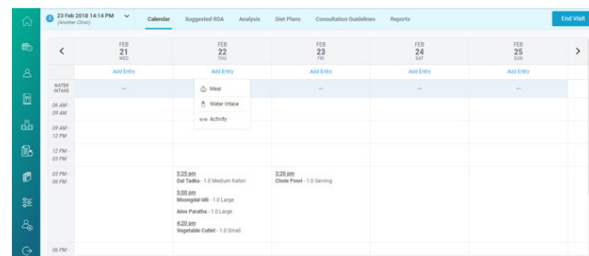 23 Feb 2018 14:14 PM
(Another Clinic)
Calendar
Suggested RDA
Analysis
Diet Plans
Consultation Guidelines
Reports
End Visit
FEB
21
WED
FEB
22
THU
FEB
23
FRI
FEB
24
SAT
FEB
25
SUN
Add Entry
Add Entry
Add Entry
Add Entry
Add Entry
WATER
INTAKE
Meal
Water intake
Activity
06 AM -
09 AM
09 AM -
12 PM
12 PM -
03 PM
03 PM -
06 PM
5:25 pm
Dal Tadka - 1.0 Medium Katori
5:00 pm
Moongdal Idli - 1.0 Large
Aloo Paratha - 1.0 Large
4:20 pm
Vegetable Cutlet - 1.0 Small
3:20 pm
Chole Poori - 1.0 Serving
06 PM -